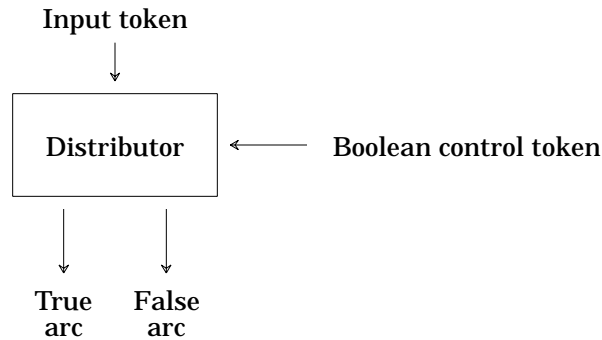 Input token
Distributor
Boolean control token
True
arc
False
arc